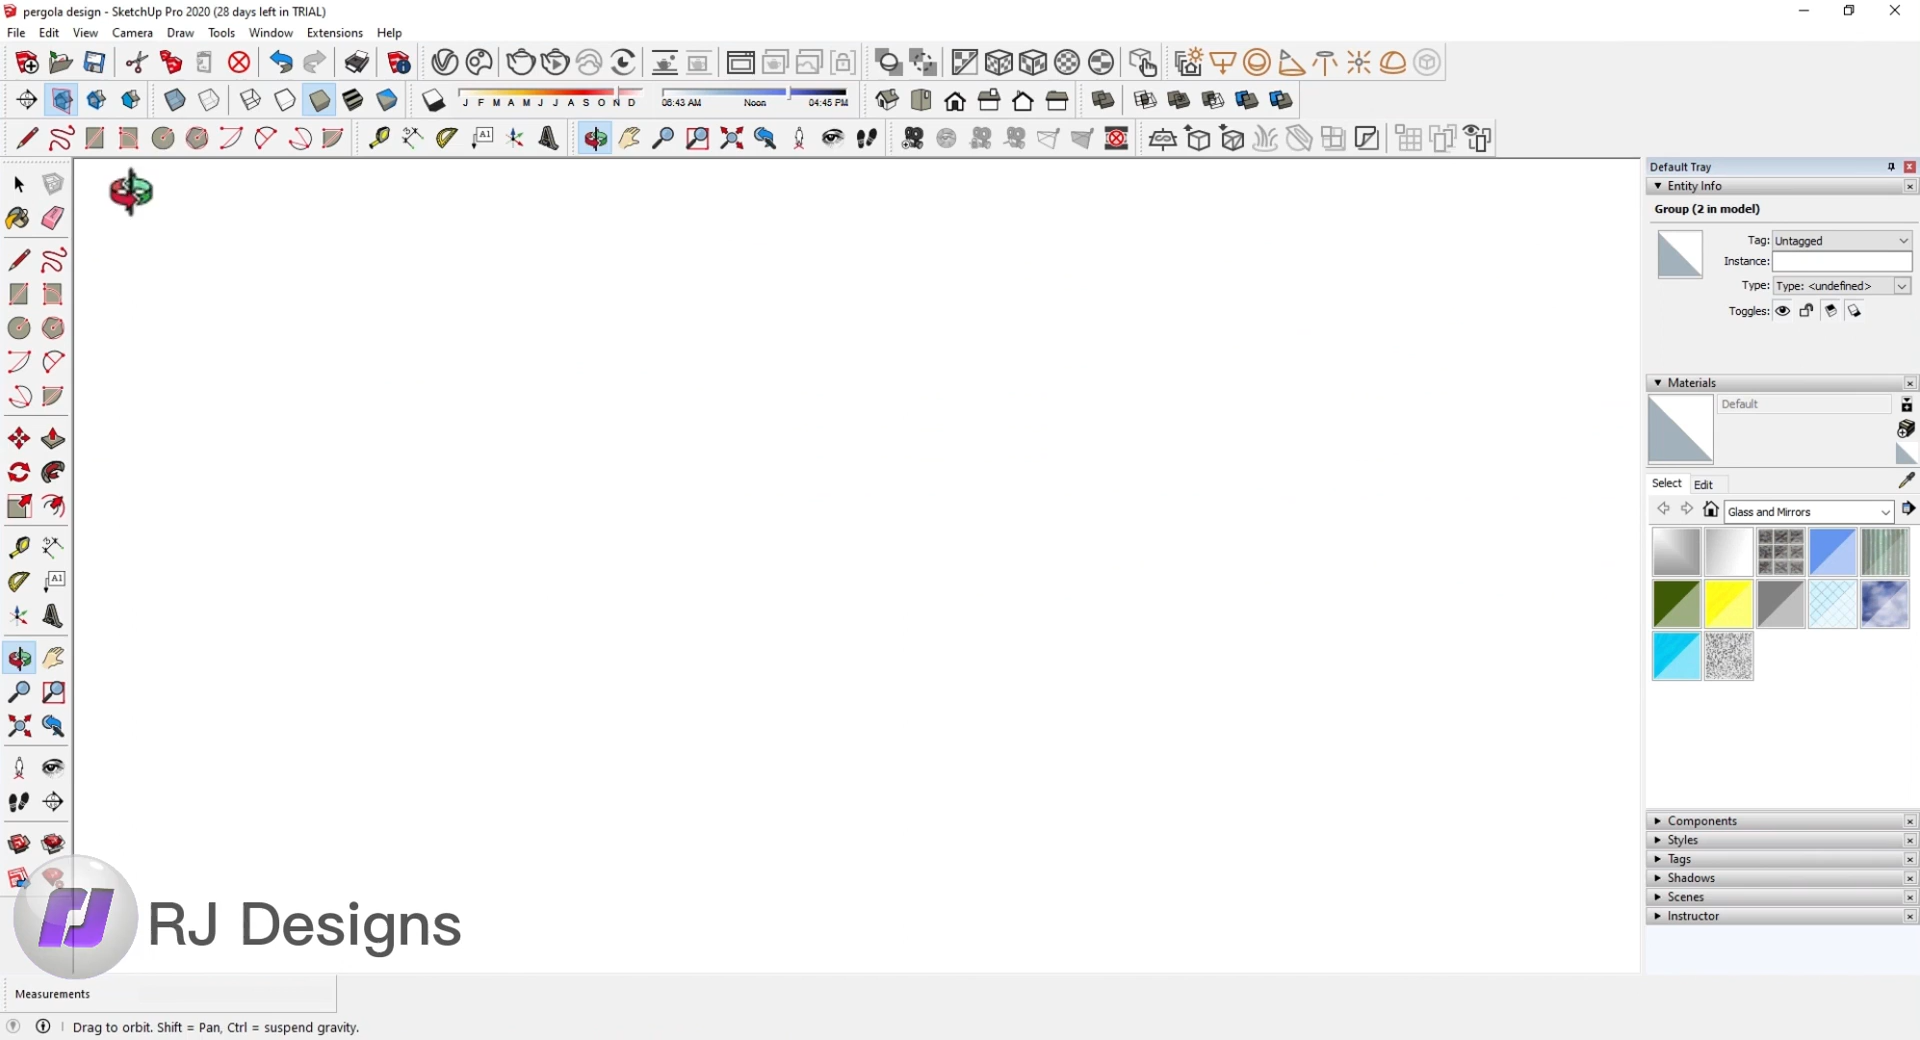 pergola design - SketchUp Pro 2020 (28 days left in TRIAL)
File Edit View Camera Draw Tools Window Extensions Help
J F M A M J J A S O N D 06:43 AM Noon 04:45 PM
A1
Default Tray
Entity Info
Group (2 in model)
Tag: Untagged
Instance:
Type: Type: <undefined>
Toggles:
Materials
Default
Select Edit
Glass and Mirrors
A1
Components
Styles
Tags
Shadows
Scenes
Instructor
RJ Designs
Measurements
Drag to orbit. Shift = Pan, Ctrl = suspend gravity.